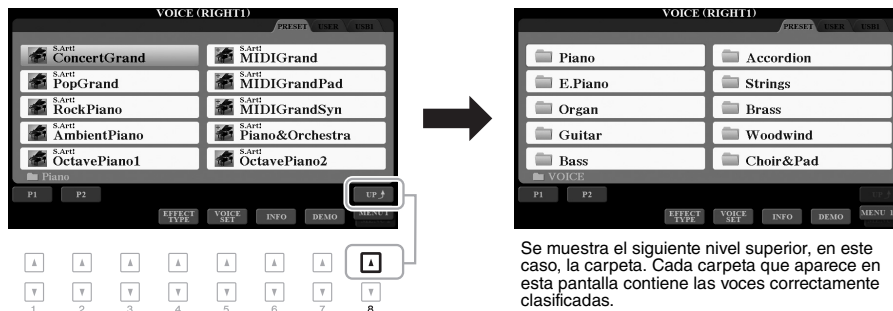 VOICE (RIGHT1)
PRESET USER USB1
S.Art!
ConcertGrand
S.Art!
MIDIGrand
S.Art!
PopGrand
S.Art!
MIDIGrandPad
S.Art!
RockPiano
S.Art!
MIDIGrandSyn
S.Art!
AmbientPiano
S.Art!
Piano&Orchestra
S.Art!
OctavePiano1
S.Art!
OctavePiano2
Piano
P1 P2 UP
EFFECT TYPE VOICE SET INFO DEMO MENU1
1 2 3 4 5 6 7 8
VOICE (RIGHT1)
PRESET USER USB1
Piano Accordion
E.Piano Strings
Organ Brass
Guitar Woodwind
Bass Choir&Pad
VOICE
P1 P2 UP
EFFECT TYPE VOICE SET INFO DEMO MENU 1
Se muestra el siguiente nivel superior, en este
caso, la carpeta. Cada carpeta que aparece en
esta pantalla contiene las voces correctamente
clasificadas.